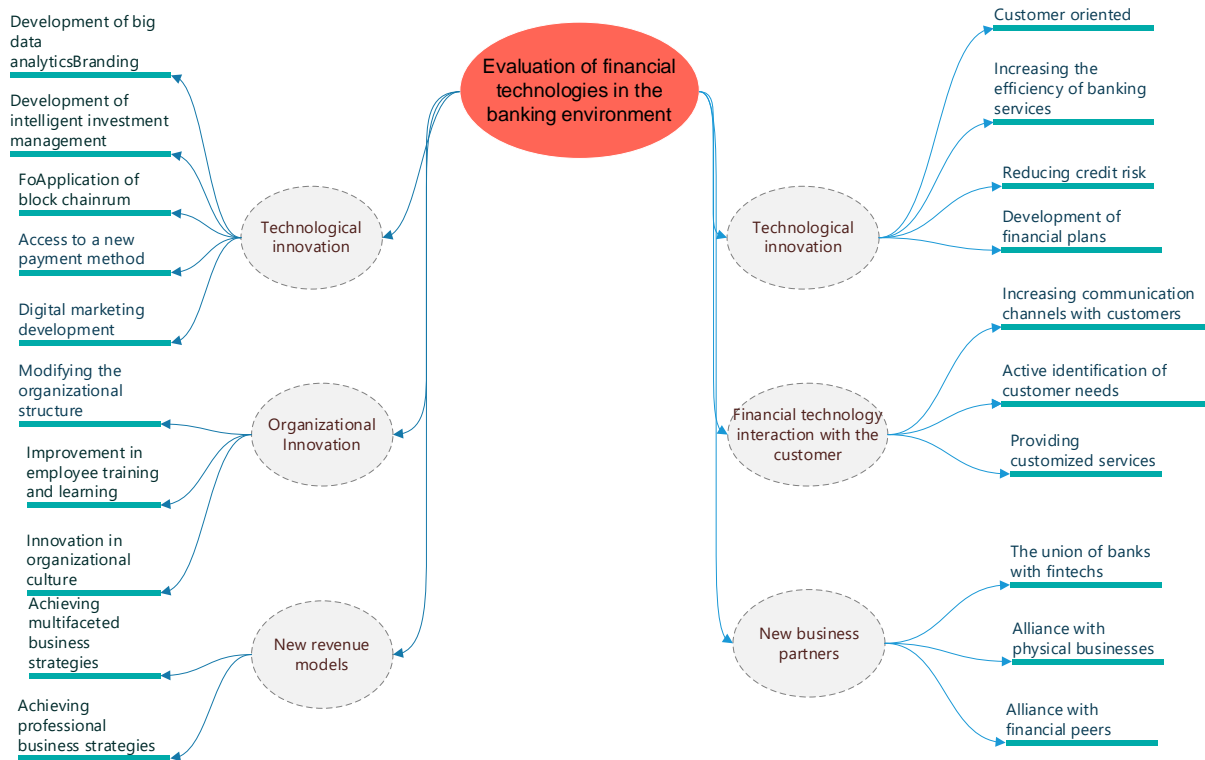 Evaluation of financial
technologies in the
banking environment
Development of big
data
analyticsBranding
Development of
intelligent investment
management
FoApplication of
block chainrum
Access to a new
payment method
Digital marketing
development
Technological
innovation
Modifying the
organizational
structure
Improvement in
employee training
and learning
Innovation in
organizational
culture
Organizational
Innovation
Achieving
multifaceted
business
strategies
Achieving
professional
business strategies
New revenue
models
Technological
innovation
Customer oriented
Increasing the
efficiency of banking
services
Reducing credit risk
Development of
financial plans
Financial technology
interaction with the
customer
Increasing communication
channels with customers
Active identification of
customer needs
Providing
customized services
New business
partners
The union of banks
with fintechs
Alliance with
physical businesses
Alliance with
financial peers